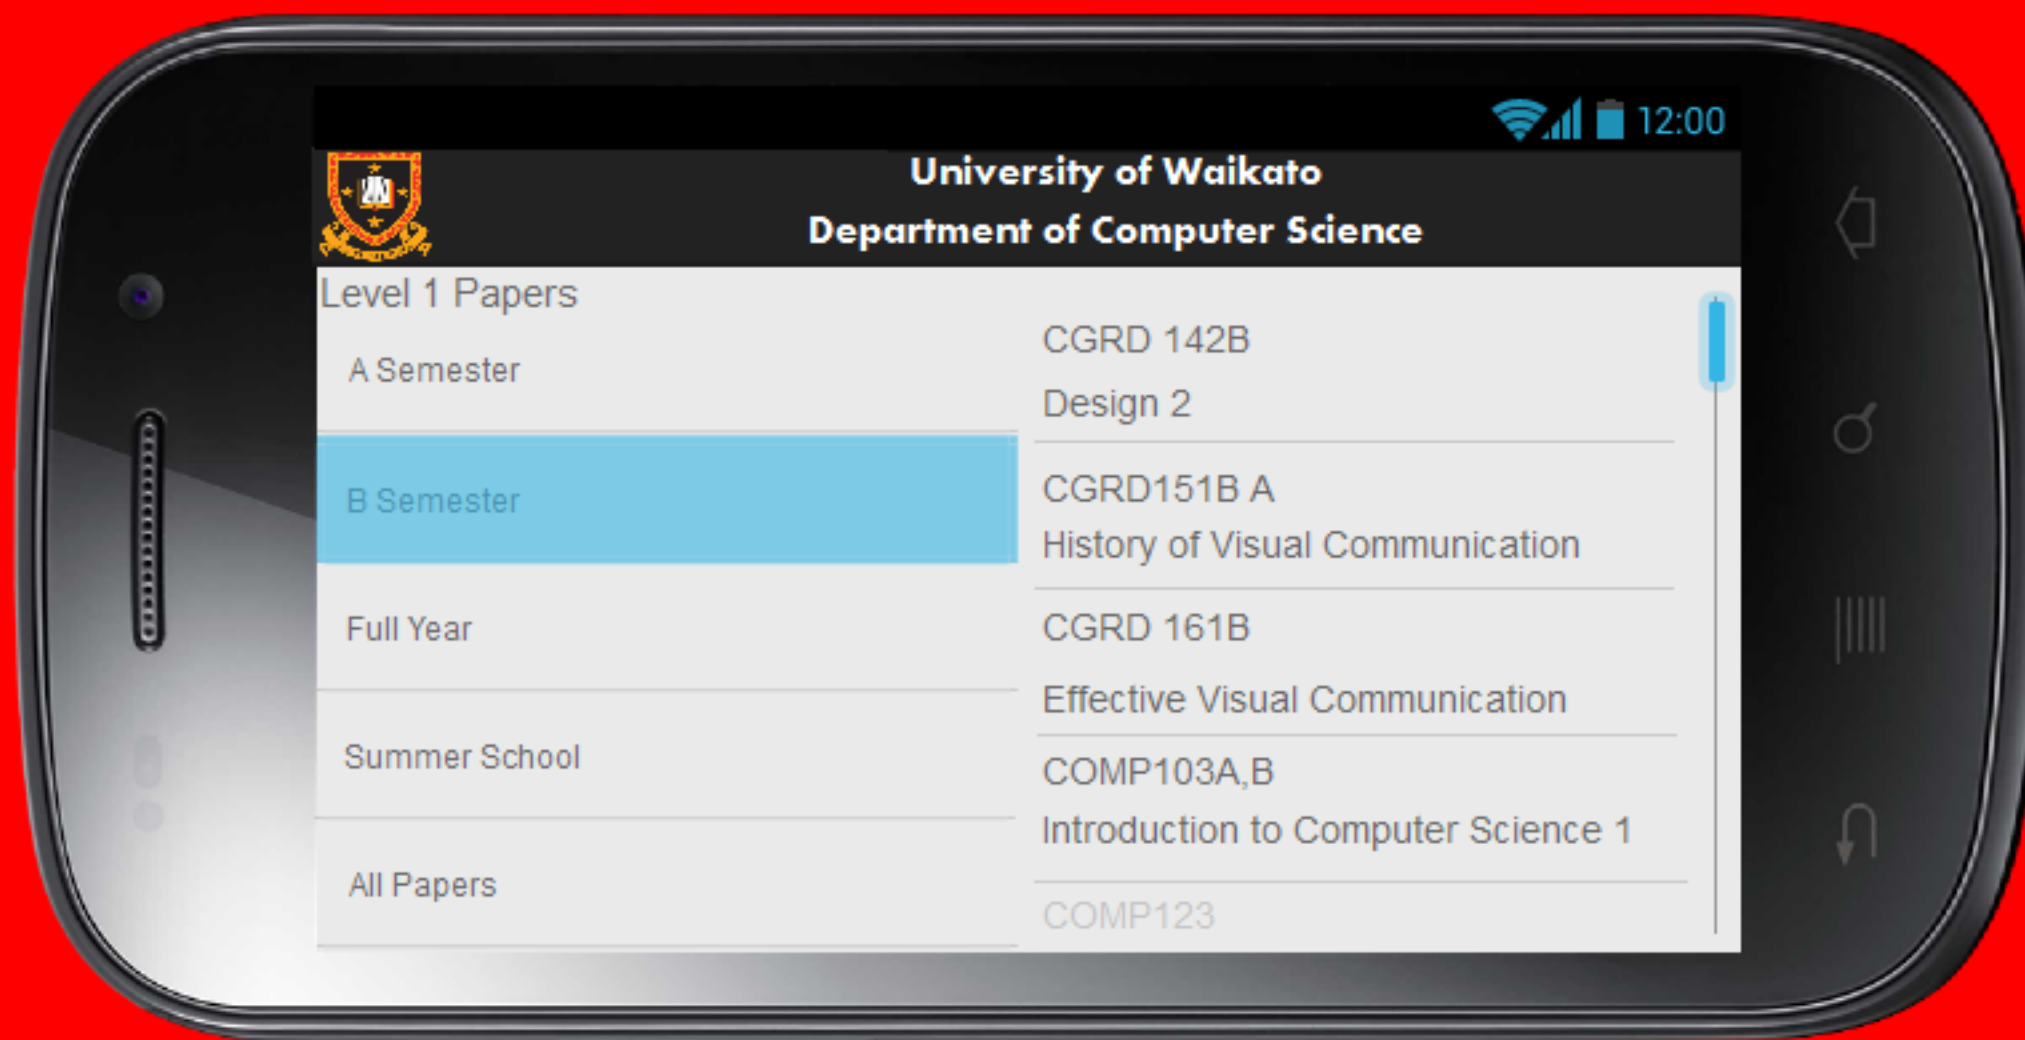 12:00
University of Waikato
Department of Computer Science
Level 1 Papers
A Semester
B Semester
Full Year
Summer School
All Papers
CGRD 142B
Design 2
CGRD151B A
History of Visual Communication
CGRD 161B
Effective Visual Communication
COMP103A,B
Introduction to Computer Science 1
COMP123